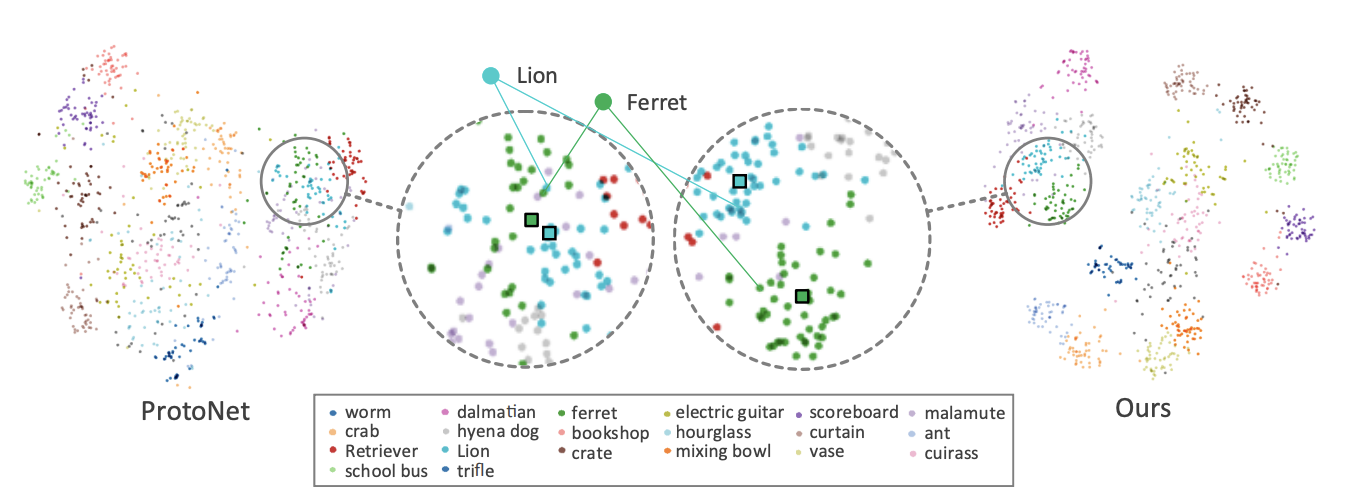 Lion
Ferret
ProtoNet
Ours
worm
crab
Retriever
school bus
dalmatian
hyena dog
Lion
trifle
ferret
bookshop
crate
electric guitar
hourglass
mixing bowl
scoreboard
curtain
vase
malamute
ant
cuirass